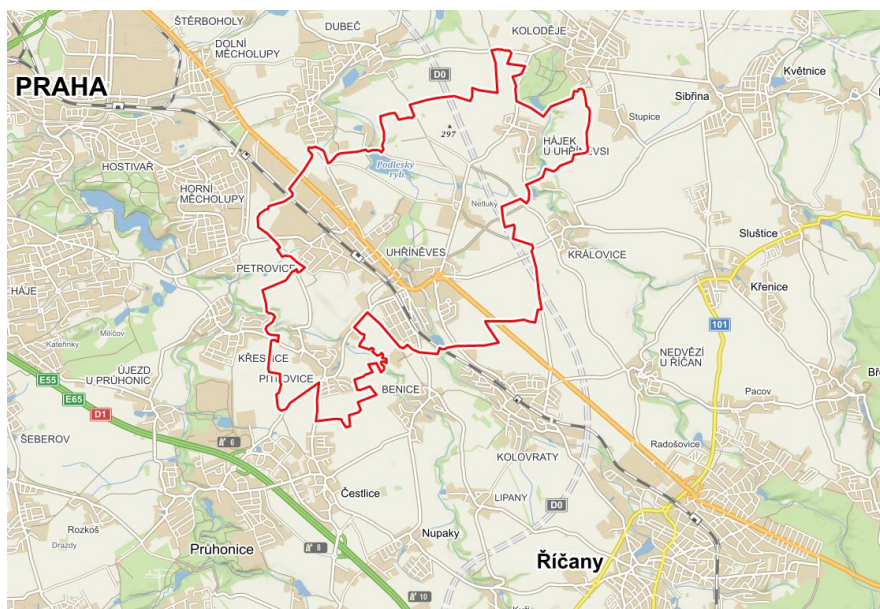 ŠTĚRBOHOLY
DUBEČ
KOLODĚJE
DOLNÍ
MĚCHOLUPY
D0
Květnice
PRAHA
Sibřina
Stupice
297
HÁJEK
U UHŘÍNĚVSI
HOSTIVAŘ
Podleský
ryb.
HORNÍ
MĚCHOLUPY
Netluky
Sluštice
UHŘÍNĚVES
KRÁLOVICE
PETROVICE
Křenice
HÁJE
101
Milíčov
Kateřinky
KŘESLICE
NEDVĚZÍ
U ŘÍČAN
ÚJEZD
U PRŮHONIC
E55
PITKOVICE
E65
BENICE
Pacov
D1
ŠEBEROV
6
Radošovice
KOLOVRATY
Čestlice
LIPANY
D0
Rozkoš
Nupaky
Drazdy
Průhonice
8
Říčany
10